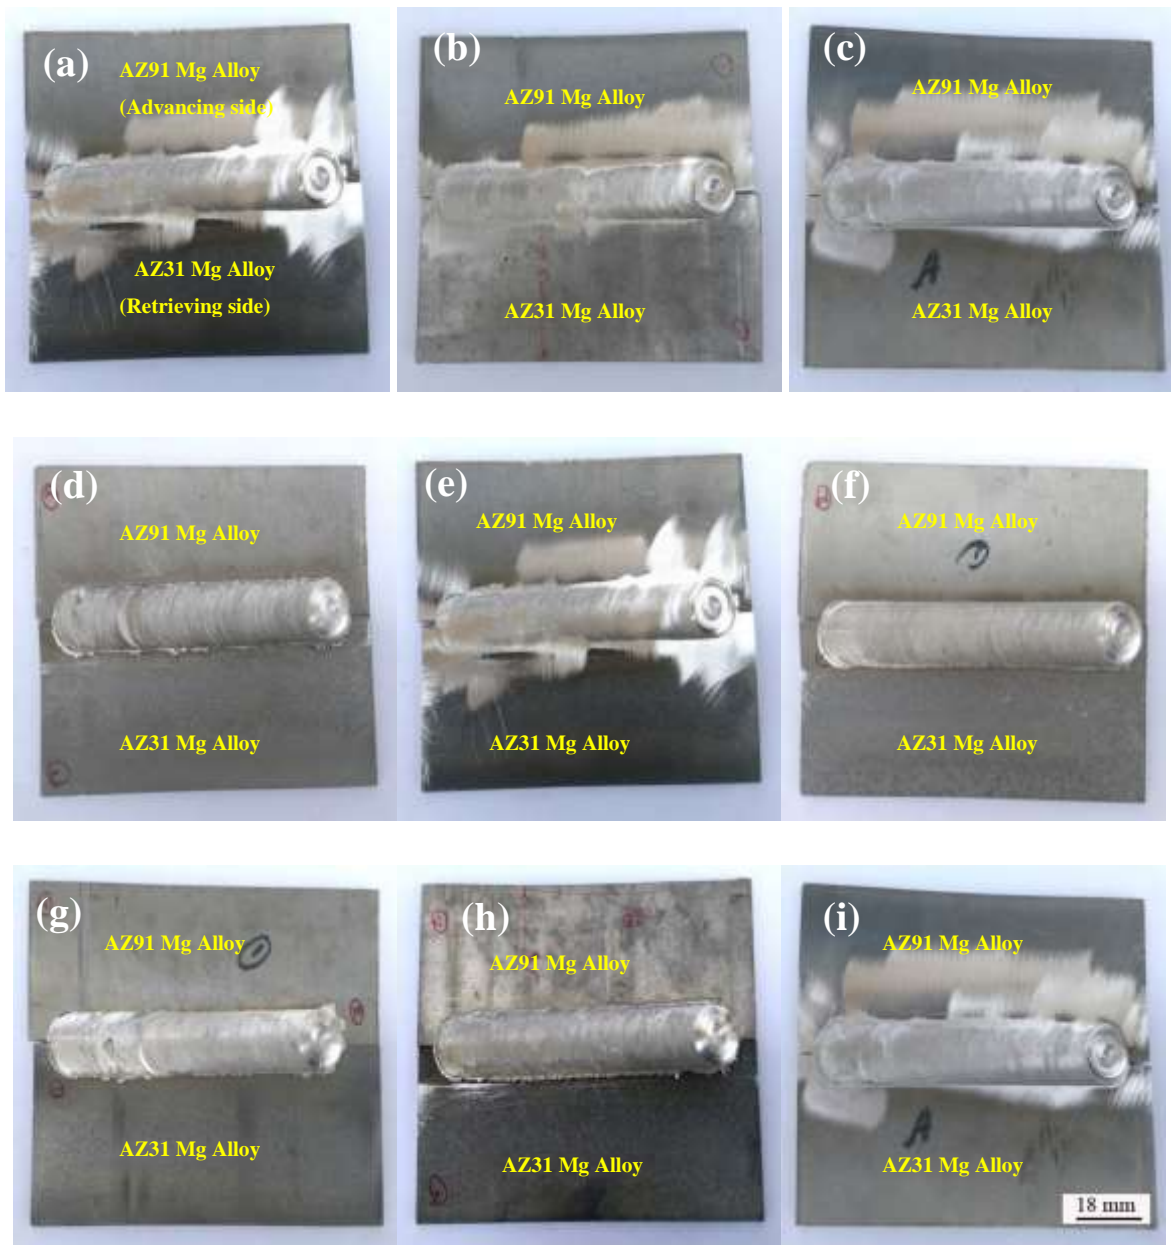 (a)
AZ91 Mg Alloy
(Advancing side)
AZ31 Mg Alloy
(Retrieving side)
(b)
AZ91 Mg Alloy
AZ31 Mg Alloy
(c)
AZ91 Mg Alloy
A
AZ31 Mg Alloy
(d)
AZ91 Mg Alloy
AZ31 Mg Alloy
(e)
AZ91 Mg Alloy
AZ31 Mg Alloy
(f)
AZ91 Mg Alloy
AZ31 Mg Alloy
(g)
AZ91 Mg Alloy
AZ31 Mg Alloy
(h)
AZ91 Mg Alloy
AZ31 Mg Alloy
(i)
AZ91 Mg Alloy
A
AZ31 Mg Alloy
18 mm